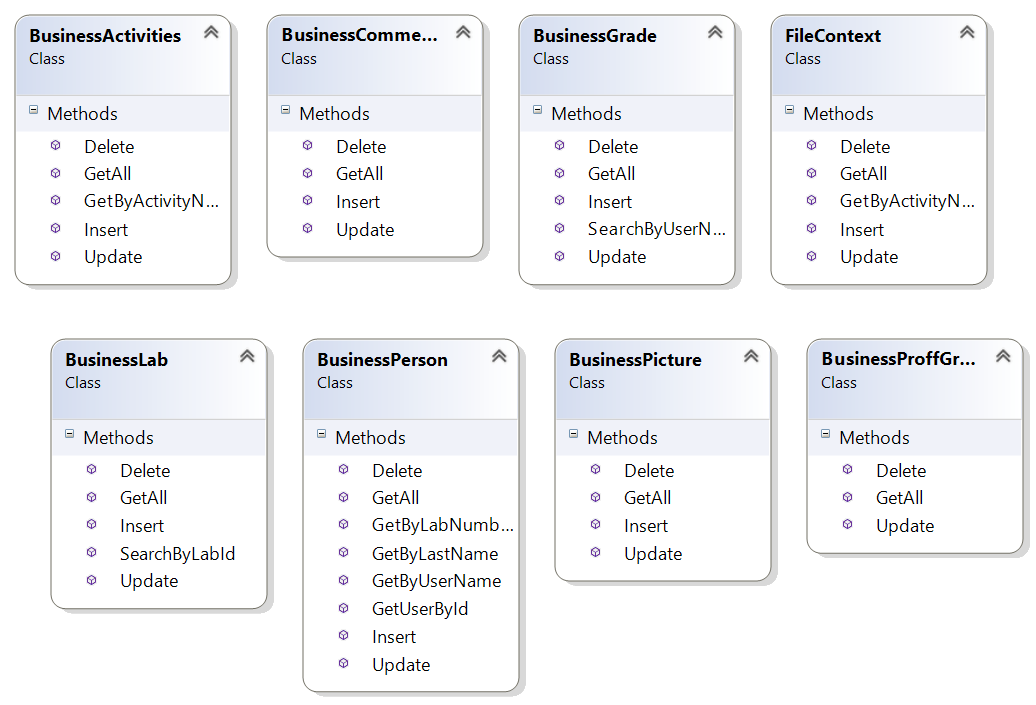 BusinessActivities
Class
Methods
Delete
GetAll
GetByActivityN...
Insert
Update
BusinessComme...
Class
Methods
Delete
GetAll
Insert
Update
BusinessGrade
Class
Methods
Delete
GetAll
Insert
SearchByUserN...
Update
FileContext
Class
Methods
Delete
GetAll
GetByActivityN...
Insert
Update
BusinessLab
Class
Methods
Delete
GetAll
Insert
SearchByLabId
Update
BusinessPerson
Class
Methods
Delete
GetAll
GetByLabNumb...
GetByLastName
GetByUserName
GetUserById
Insert
Update
BusinessPicture
Class
Methods
Delete
GetAll
Insert
Update
BusinessProffGr...
Class
Methods
Delete
GetAll
Update